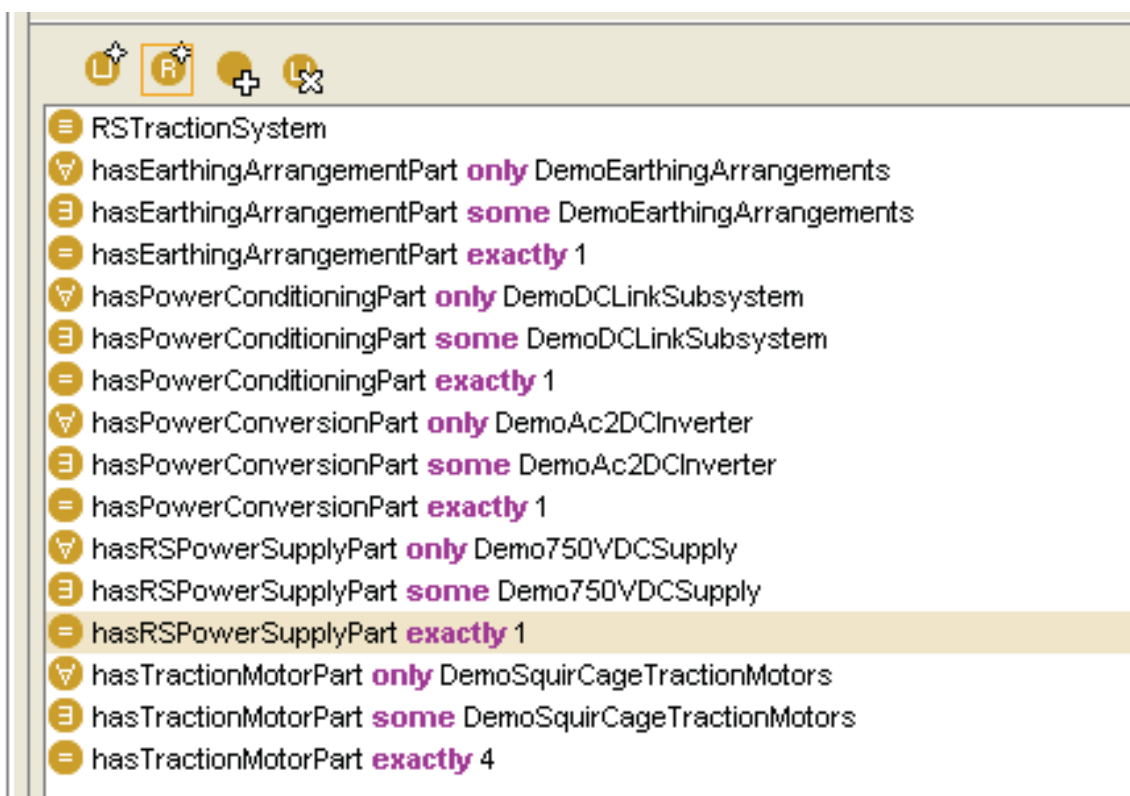 RSTractionSystem
hasEarthingArrangementPart only DemoEarthingArrangements
hasEarthingArrangementPart some DemoEarthingArrangements
hasEarthingArrangementPart exactly 1
hasPowerConditioningPart only DemoDCLinkSubsystem
hasPowerConditioningPart some DemoDCLinkSubsystem
hasPowerConditioningPart exactly 1
hasPowerConversionPart only DemoAc2DCInverter
hasPowerConversionPart some DemoAc2DCInverter
hasPowerConversionPart exactly 1
hasRSPowerSupplyPart only Demo750VDCSupply
hasRSPowerSupplyPart some Demo750VDCSupply
hasRSPowerSupplyPart exactly 1
hasTractionMotorPart only DemoSquirCageTractionMotors
hasTractionMotorPart some DemoSquirCageTractionMotors
hasTractionMotorPart exactly 4